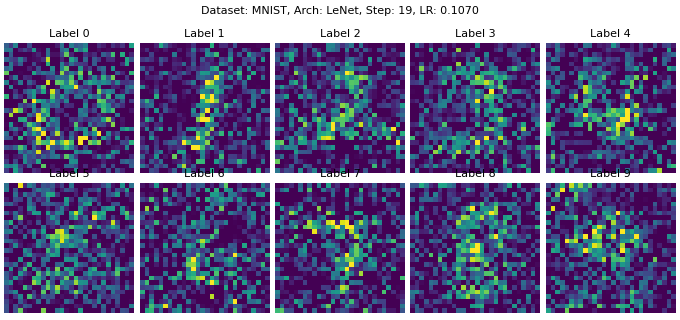 Dataset: MNIST, Arch: LeNet, Step: 19, LR: 0.1070
Label 0 Label 1 Label 2 Label 3 Label 4
Label 5 Label 6 Label 7 Label 8 Label 9